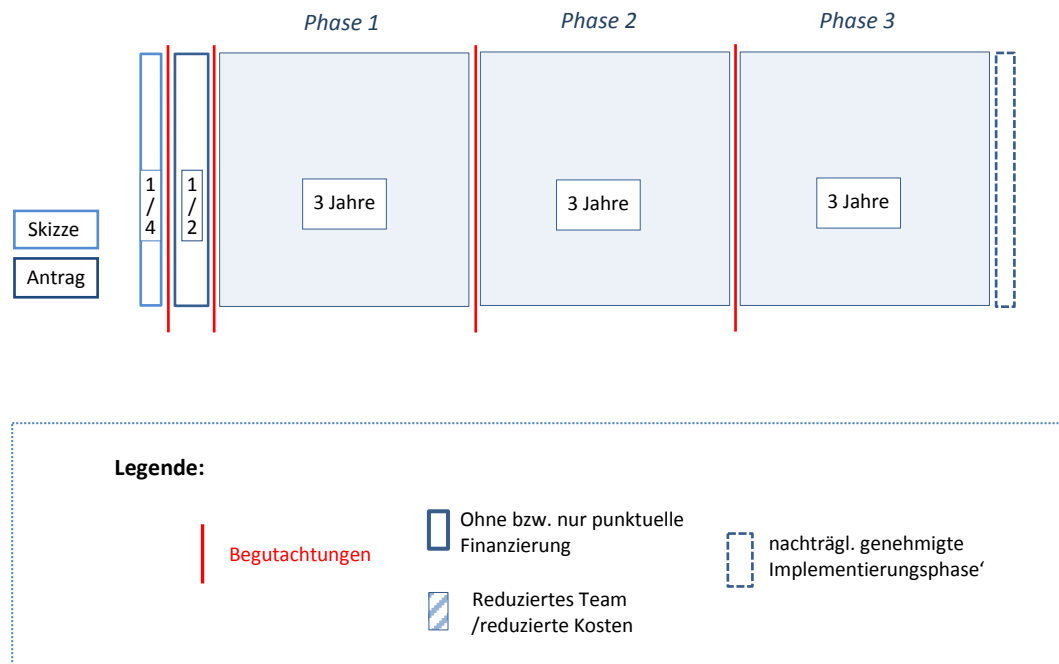 Phase 1
Phase 2
Phase 3
1
/
4
1
/
2
3 Jahre
3 Jahre
3 Jahre
Skizze
Antrag
Legende:
Begutachtungen
Ohne bzw. nur punktuelle
Finanzierung
Reduziertes Team
/reduzierte Kosten
nachträgl. genehmigte
Implementierungsphase‘